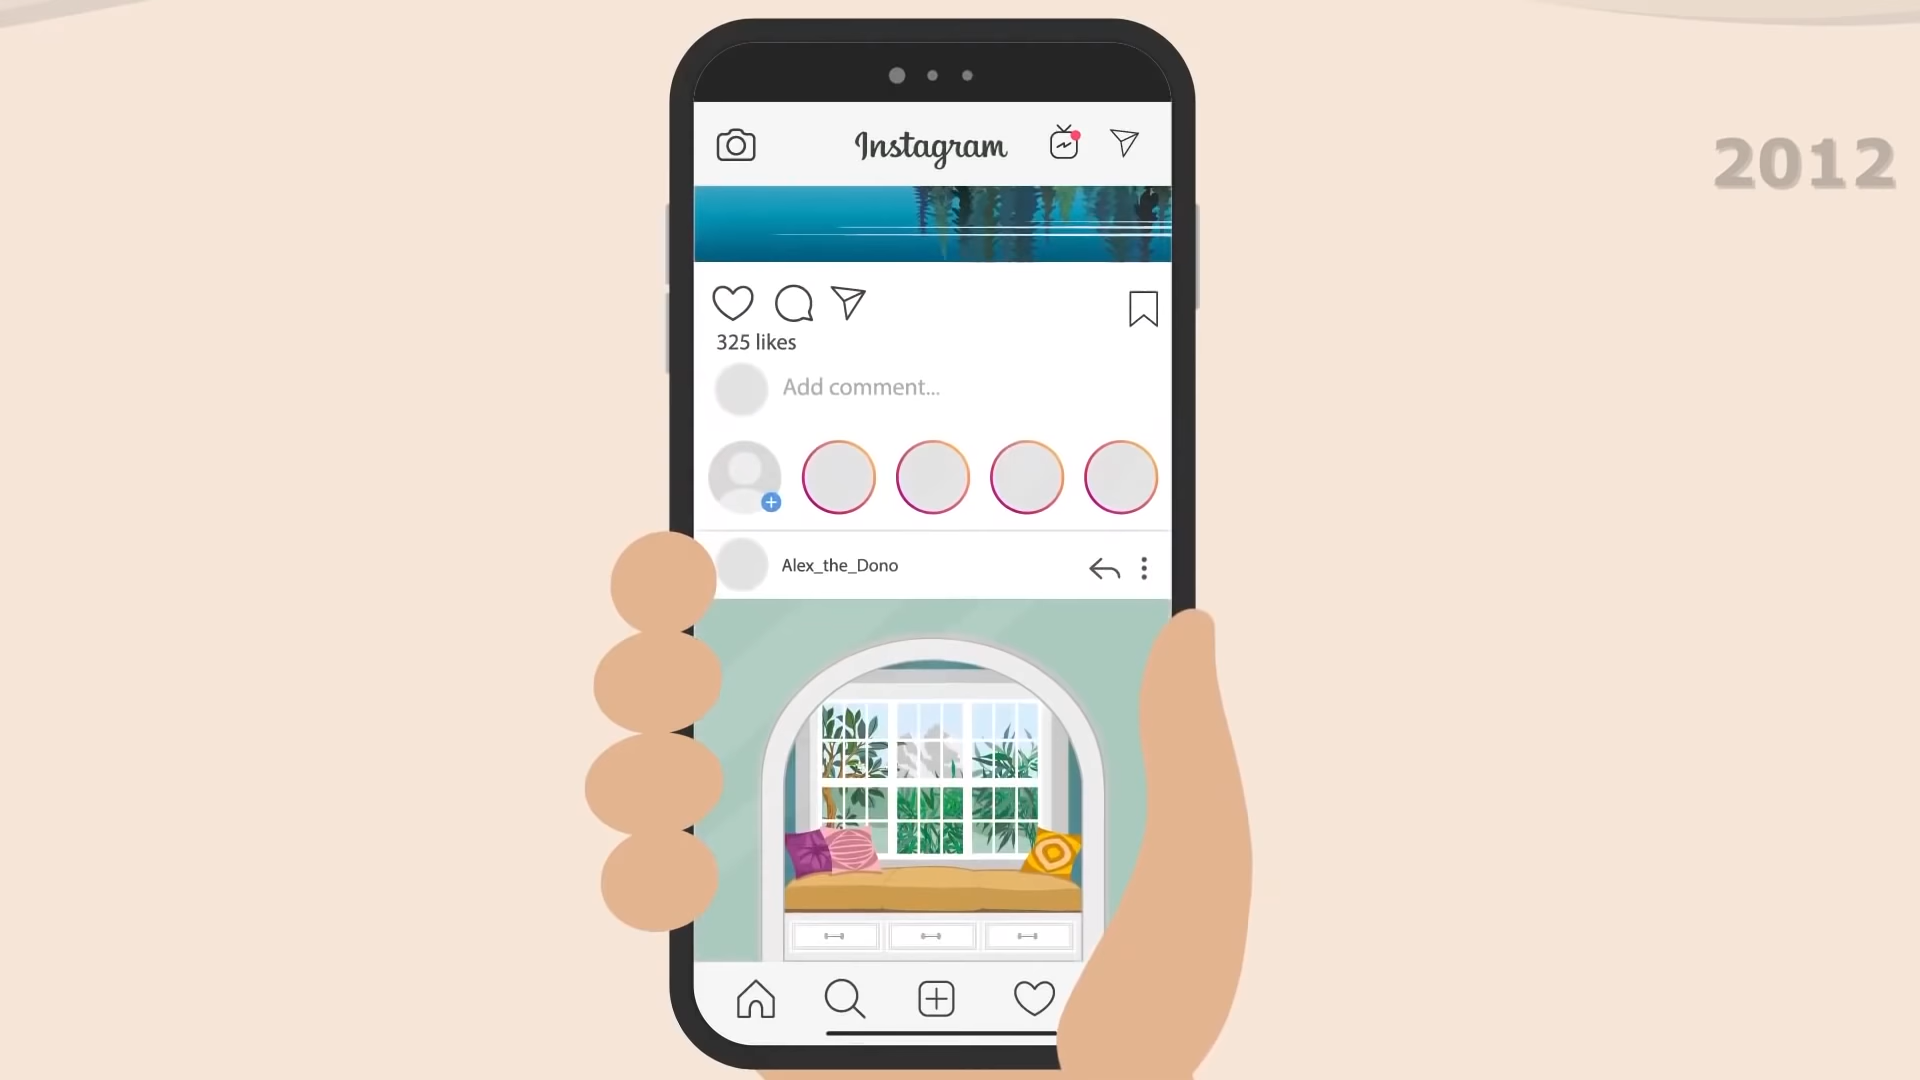 Instagram
2012
325 likes
Add comment...
Alex_the_Dono